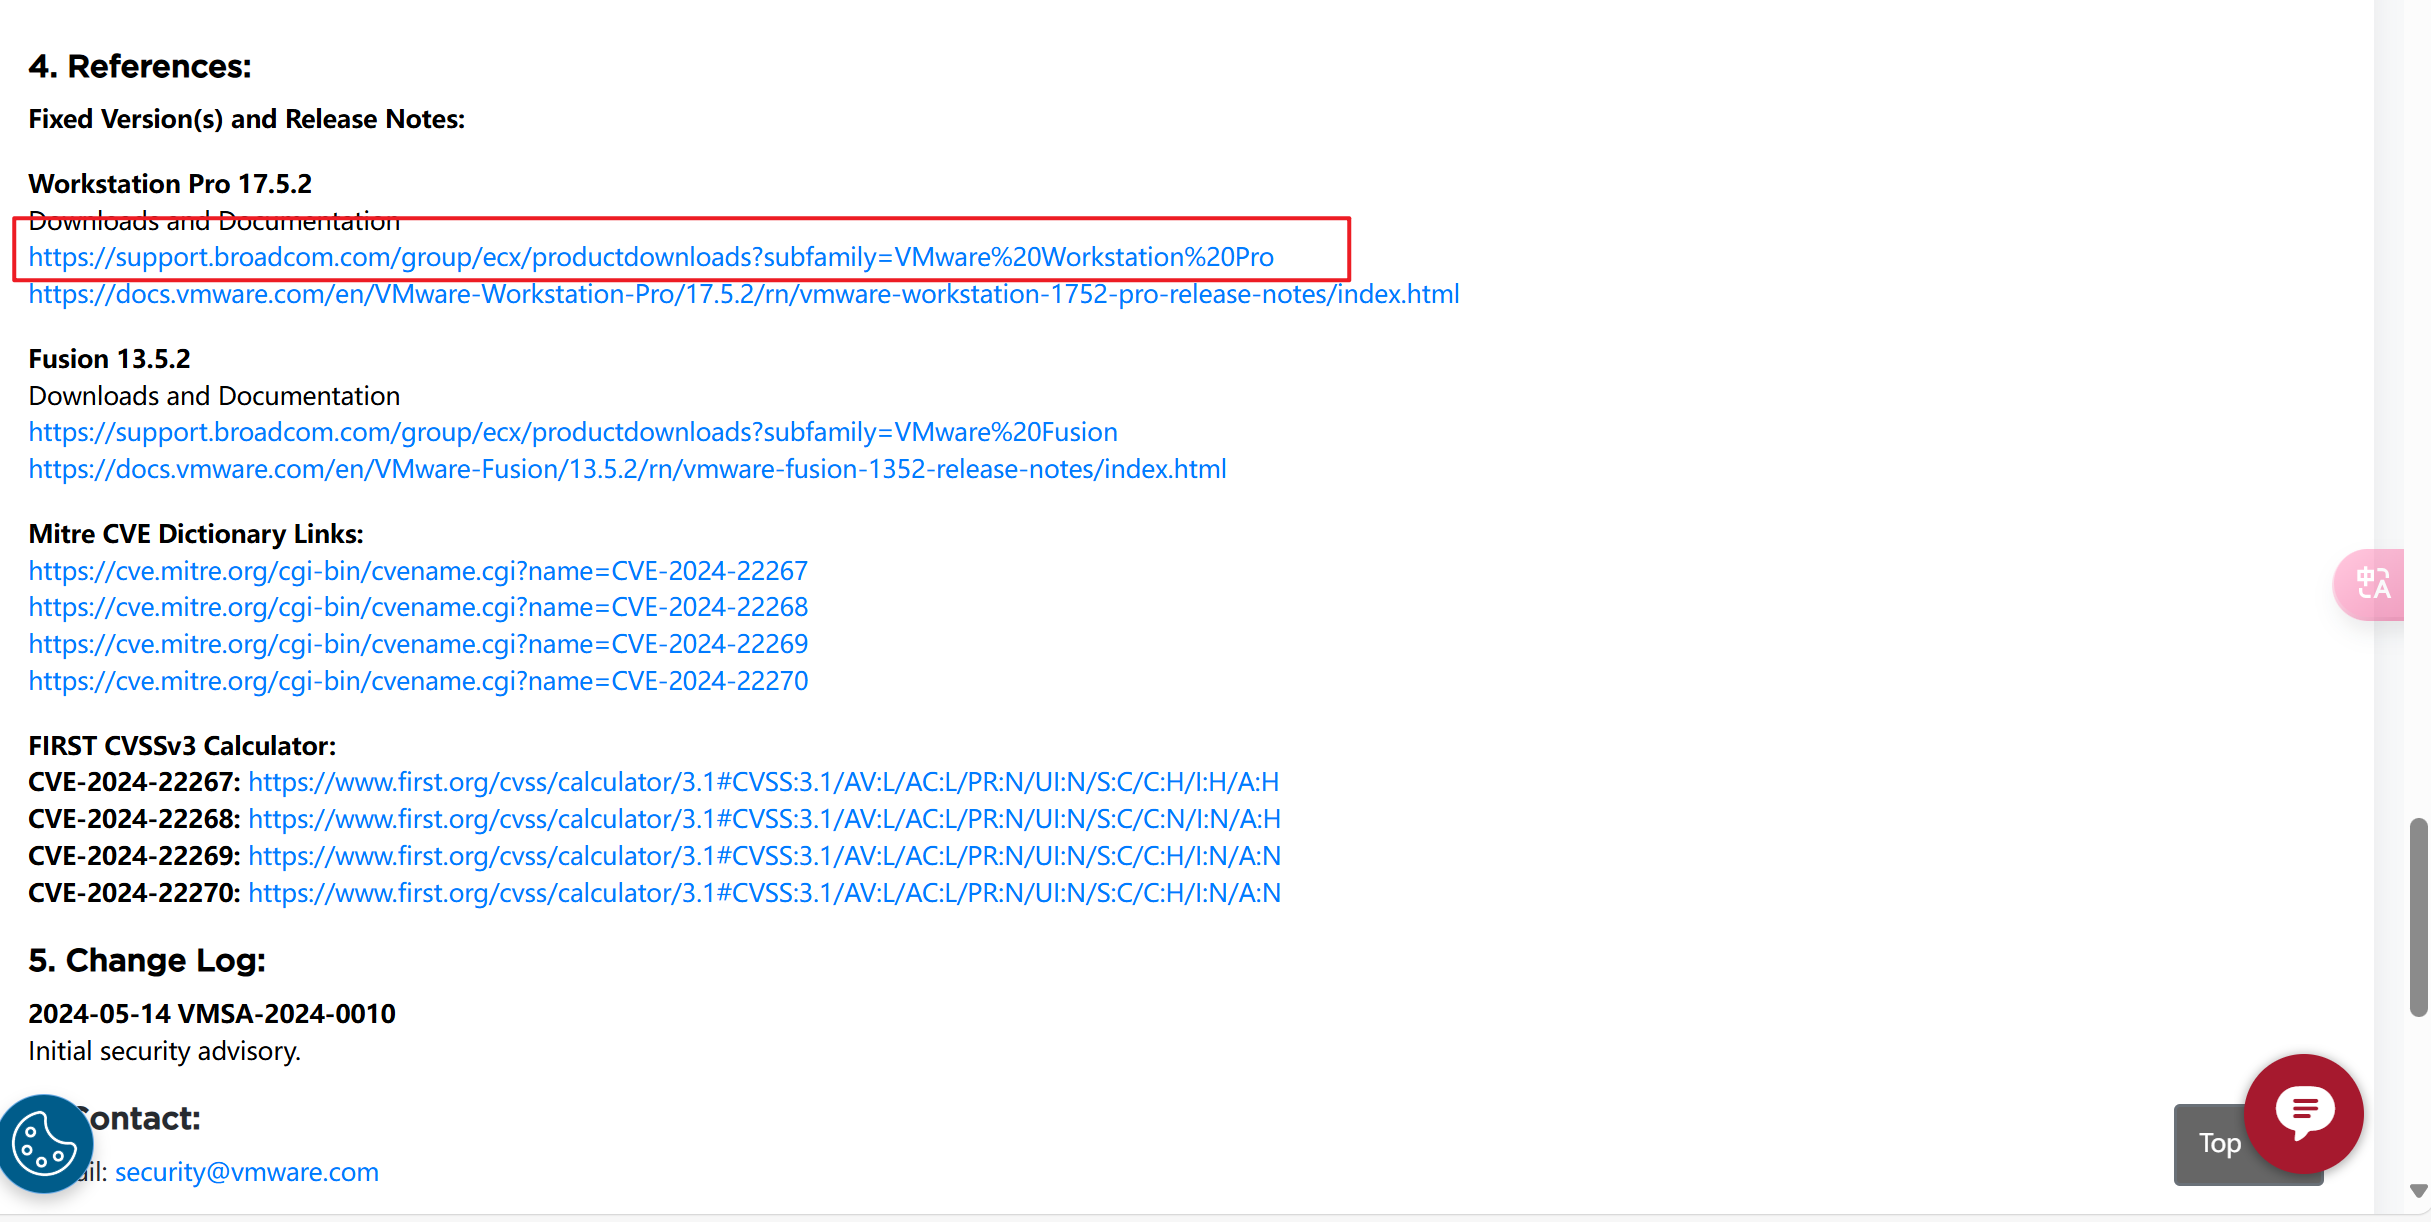 4. References:
Fixed Version(s) and Release Notes:
Workstation Pro 17.5.2
Downloads and Documentation
https://support.broadcom.com/group/ecx/productdownloads?subfamily=VMware%20Workstation%20Pro
https://docs.vmware.com/en/VMware-Workstation-Pro/17.5.2/rn/vmware-workstation-1752-pro-release-notes/index.html
Fusion 13.5.2
Downloads and Documentation
https://support.broadcom.com/group/ecx/productdownloads?subfamily=VMware%20Fusion
https://docs.vmware.com/en/VMware-Fusion/13.5.2/rn/vmware-fusion-1352-release-notes/index.html
Mitre CVE Dictionary Links:
https://cve.mitre.org/cgi-bin/cvename.cgi?name=CVE-2024-22267
https://cve.mitre.org/cgi-bin/cvename.cgi?name=CVE-2024-22268
https://cve.mitre.org/cgi-bin/cvename.cgi?name=CVE-2024-22269
https://cve.mitre.org/cgi-bin/cvename.cgi?name=CVE-2024-22270
FIRST CVSSv3 Calculator:
CVE-2024-22267: https://www.first.org/cvss/calculator/3.1#CVSS:3.1/AV:L/AC:L/PR:N/UI:N/S:C/C:H/I:H/A:H
CVE-2024-22268: https://www.first.org/cvss/calculator/3.1#CVSS:3.1/AV:L/AC:L/PR:N/UI:N/S:C/C:N/I:N/A:H
CVE-2024-22269: https://www.first.org/cvss/calculator/3.1#CVSS:3.1/AV:L/AC:L/PR:N/UI:N/S:C/C:H/I:N/A:N
CVE-2024-22270: https://www.first.org/cvss/calculator/3.1#CVSS:3.1/AV:L/AC:L/PR:N/UI:N/S:C/C:H/I:N/A:N
5. Change Log:
2024-05-14 VMSA-2024-0010
Initial security advisory.
ontact:
ail: security@vmware.com
Top
中A